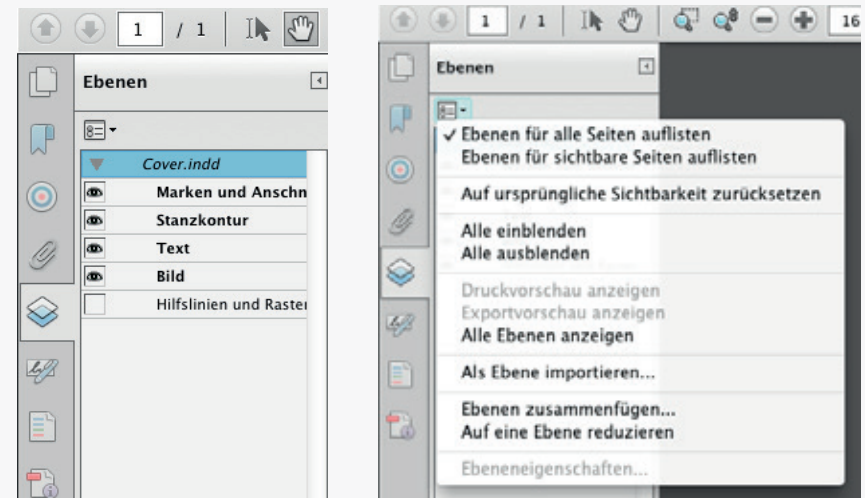 1 / 1
Ebenen
Cover.indd
Marken und Anschn
Stanzkontur
Text
Bild
Hilfslinien und Raster
1 / 1 16
Ebenen
✓ Ebenen für alle Seiten auflisten
Ebenen für sichtbare Seiten auflisten
Auf ursprüngliche Sichtbarkeit zurücksetzen
Alle einblenden
Alle ausblenden
Druckvorschau anzeigen
Exportvorschau anzeigen
Alle Ebenen anzeigen
Als Ebene importieren...
Ebenen zusammenfügen...
Auf eine Ebene reduzieren
Ebeneneigenschaften...